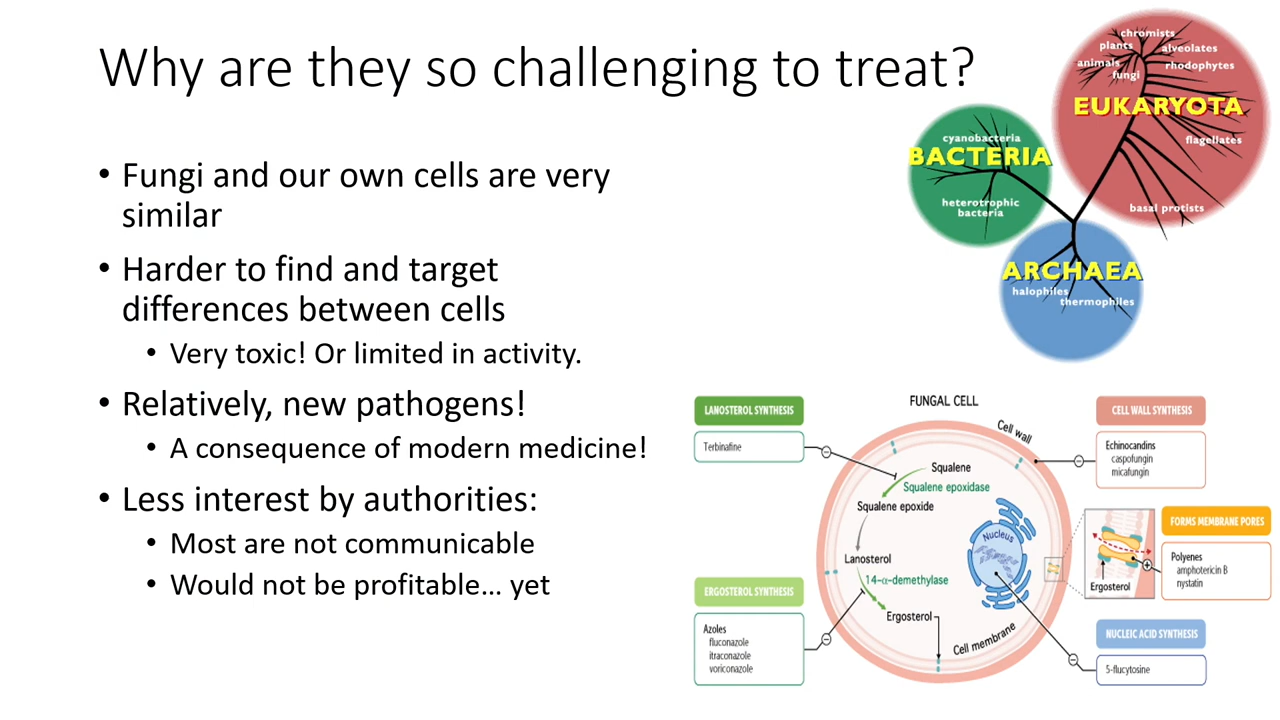 Why are they so challenging to treat?
• Fungi and our own cells are very
similar
• Harder to find and target
differences between cells
• Very toxic! Or limited in activity.
• Relatively, new pathogens!
• A consequence of modern medicine!
• Less interest by authorities:
• Most are not communicable
• Would not be profitable... yet
chromists
plants
alveolates
animals
rhodophytes
fungi
EUKARYOTA
flagellates
basal protists
cyanobacteria
BACTERIA
heterotrophic
bacteria
ARCHAEA
halophiles
thermophiles
FUNGAL CELL
LANOSTEROL SYNTHESIS
Terbinafine
Cell wall
CELL WALL SYNTHESIS
Echinocandins
caspofungin
micafungin
Squalene
Squalene epoxidase
Squalene epoxide
Nucleus
Lanosterol
14-α-demethylase
Ergosterol
Cell membrane
FORMS MEMBRANE PORES
Polyenes
amphotericin B
nystatin
Ergosterol
ERGOSTEROL SYNTHESIS
Azoles
fluconazole
itraconazole
voriconazole
NUCLEIC ACID SYNTHESIS
5-flucytosine